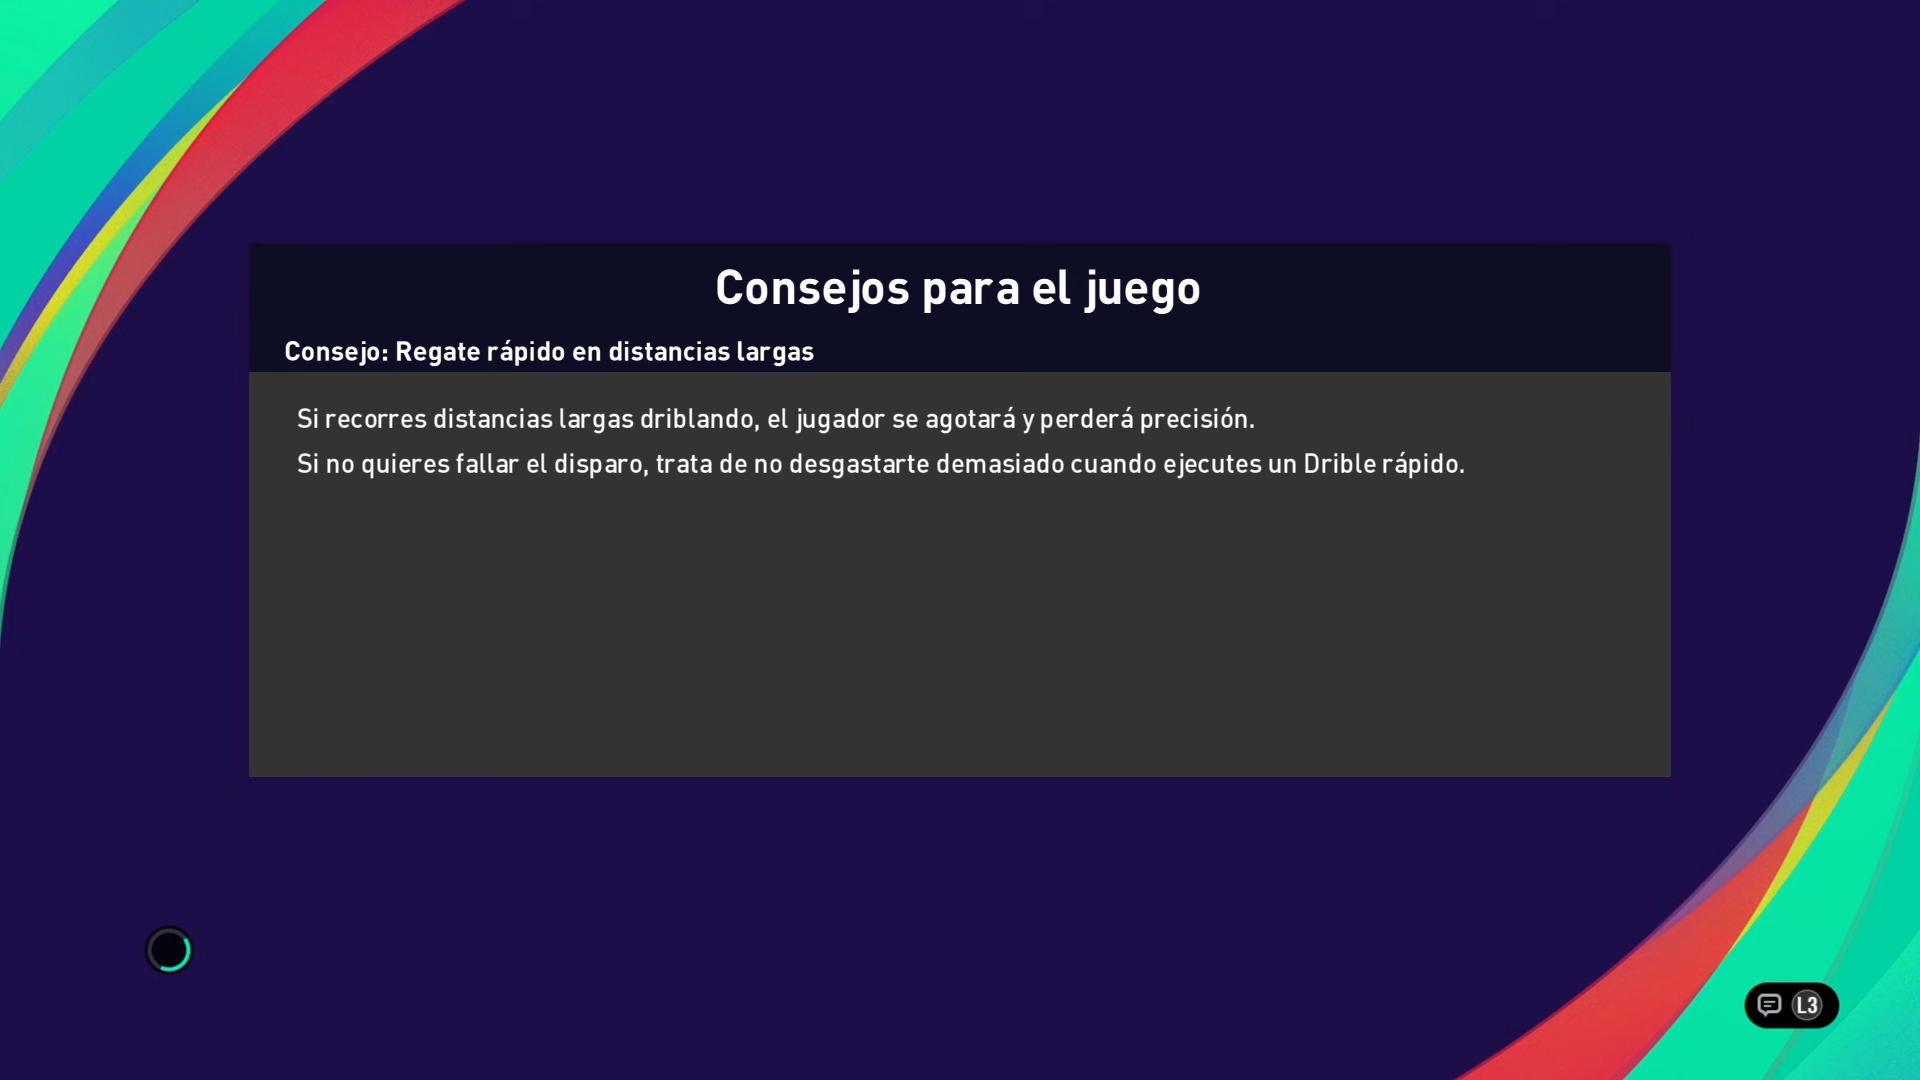 Consejos para el juego
Consejo: Regate rápido en distancias largas
Si recorres distancias largas driblando, el jugador se agotará y perderá precisión.
Si no quieres fallar el disparo, trata de no desgastarte demasiado cuando ejecutes un Drible rápido.
L3